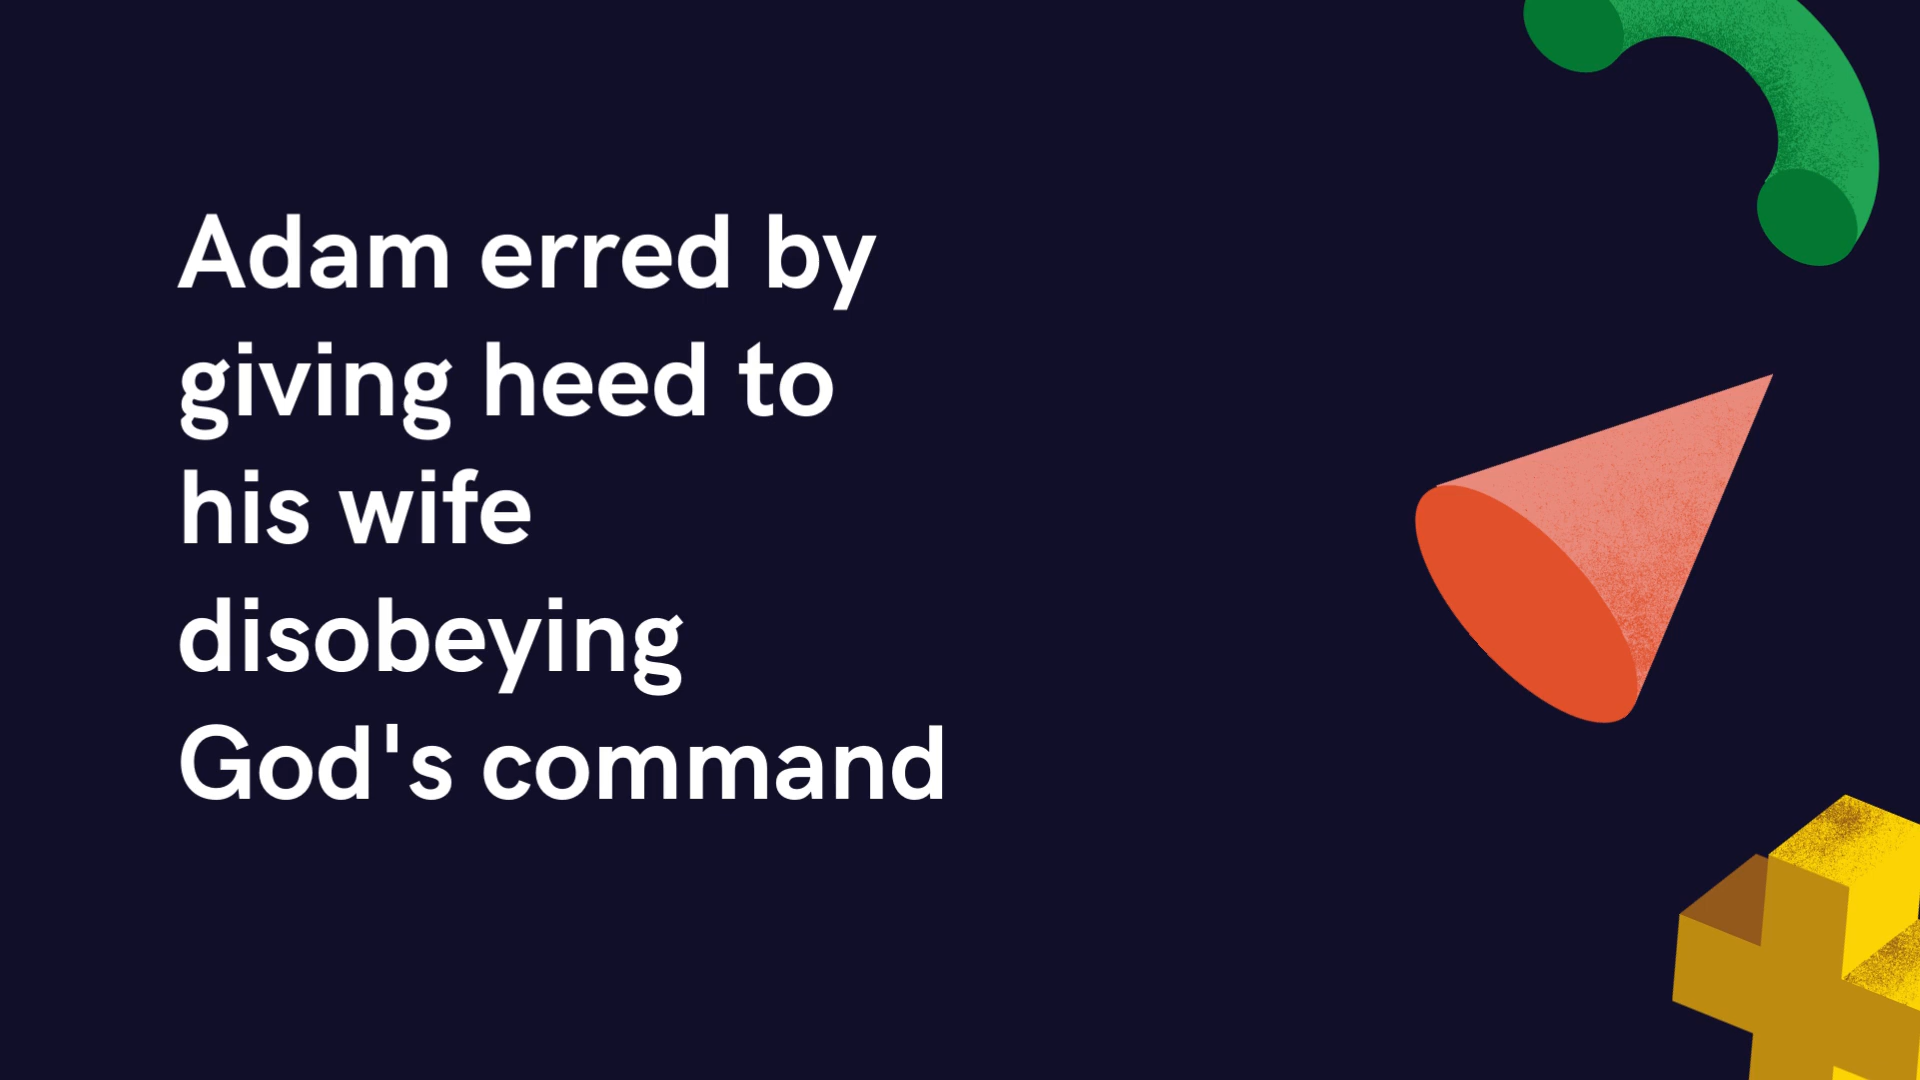 Adam erred by
giving heed to
his wife
disobeying
God's command